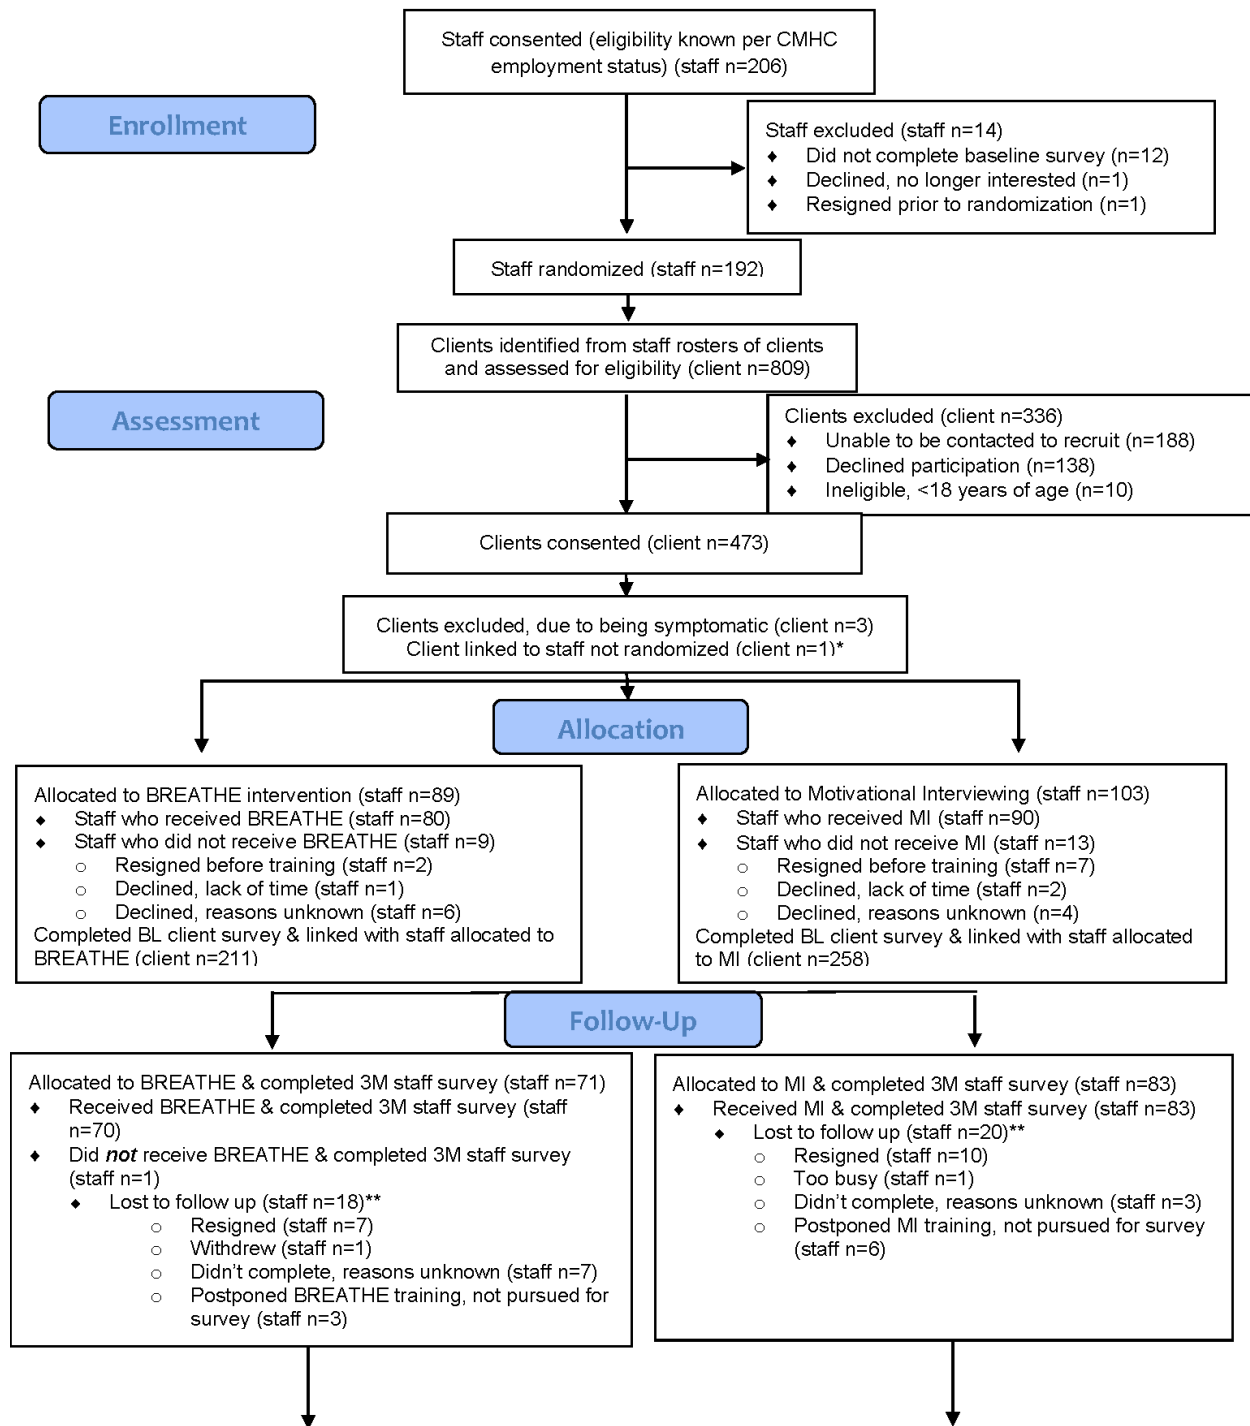 Staff consented (eligibility known per CMHC
employment status) (staff n=206)
Enrollment
Staff excluded (staff n=14)
♦ Did not complete baseline survey (n=12)
♦ Declined, no longer interested (n=1)
♦ Resigned prior to randomization (n=1)
Staff randomized (staff n=192)
Clients identified from staff rosters of clients
and assessed for eligibility (client n=809)
Assessment
Clients excluded (client n=336)
♦ Unable to be contacted to recruit (n=188)
♦ Declined participation (n=138)
♦ Ineligible, <18 years of age (n=10)
Clients consented (client n=473)
Clients excluded, due to being symptomatic (client n=3)
Client linked to staff not randomized (client n=1)*
Allocation
Allocated to BREATHE intervention (staff n=89)
♦ Staff who received BREATHE (staff n=80)
♦ Staff who did not receive BREATHE (staff n=9)
○ Resigned before training (staff n=2)
○ Declined, lack of time (staff n=1)
○ Declined, reasons unknown (staff n=6)
Completed BL client survey & linked with staff allocated to
BREATHE (client n=211)
Allocated to Motivational Interviewing (staff n=103)
♦ Staff who received MI (staff n=90)
♦ Staff who did not receive MI (staff n=13)
○ Resigned before training (staff n=7)
○ Declined, lack of time (staff n=2)
○ Declined, reasons unknown (n=4)
Completed BL client survey & linked with staff allocated
to MI (client n=258)
Follow-Up
Allocated to BREATHE & completed 3M staff survey (staff n=71)
♦ Received BREATHE & completed 3M staff survey (staff
n=70)
♦ Did not receive BREATHE & completed 3M staff survey
(staff n=1)
♦ Lost to follow up (staff n=18)**
○ Resigned (staff n=7)
○ Withdrew (staff n=1)
○ Didn't complete, reasons unknown (staff n=7)
○ Postponed BREATHE training, not pursued for
survey (staff n=3)
Allocated to MI & completed 3M staff survey (staff n=83)
♦ Received MI & completed 3M staff survey (staff n=83)
♦ Lost to follow up (staff n=20)**
○ Resigned (staff n=10)
○ Too busy (staff n=1)
○ Didn't complete, reasons unknown (staff n=3)
○ Postponed MI training, not pursued for survey
(staff n=6)